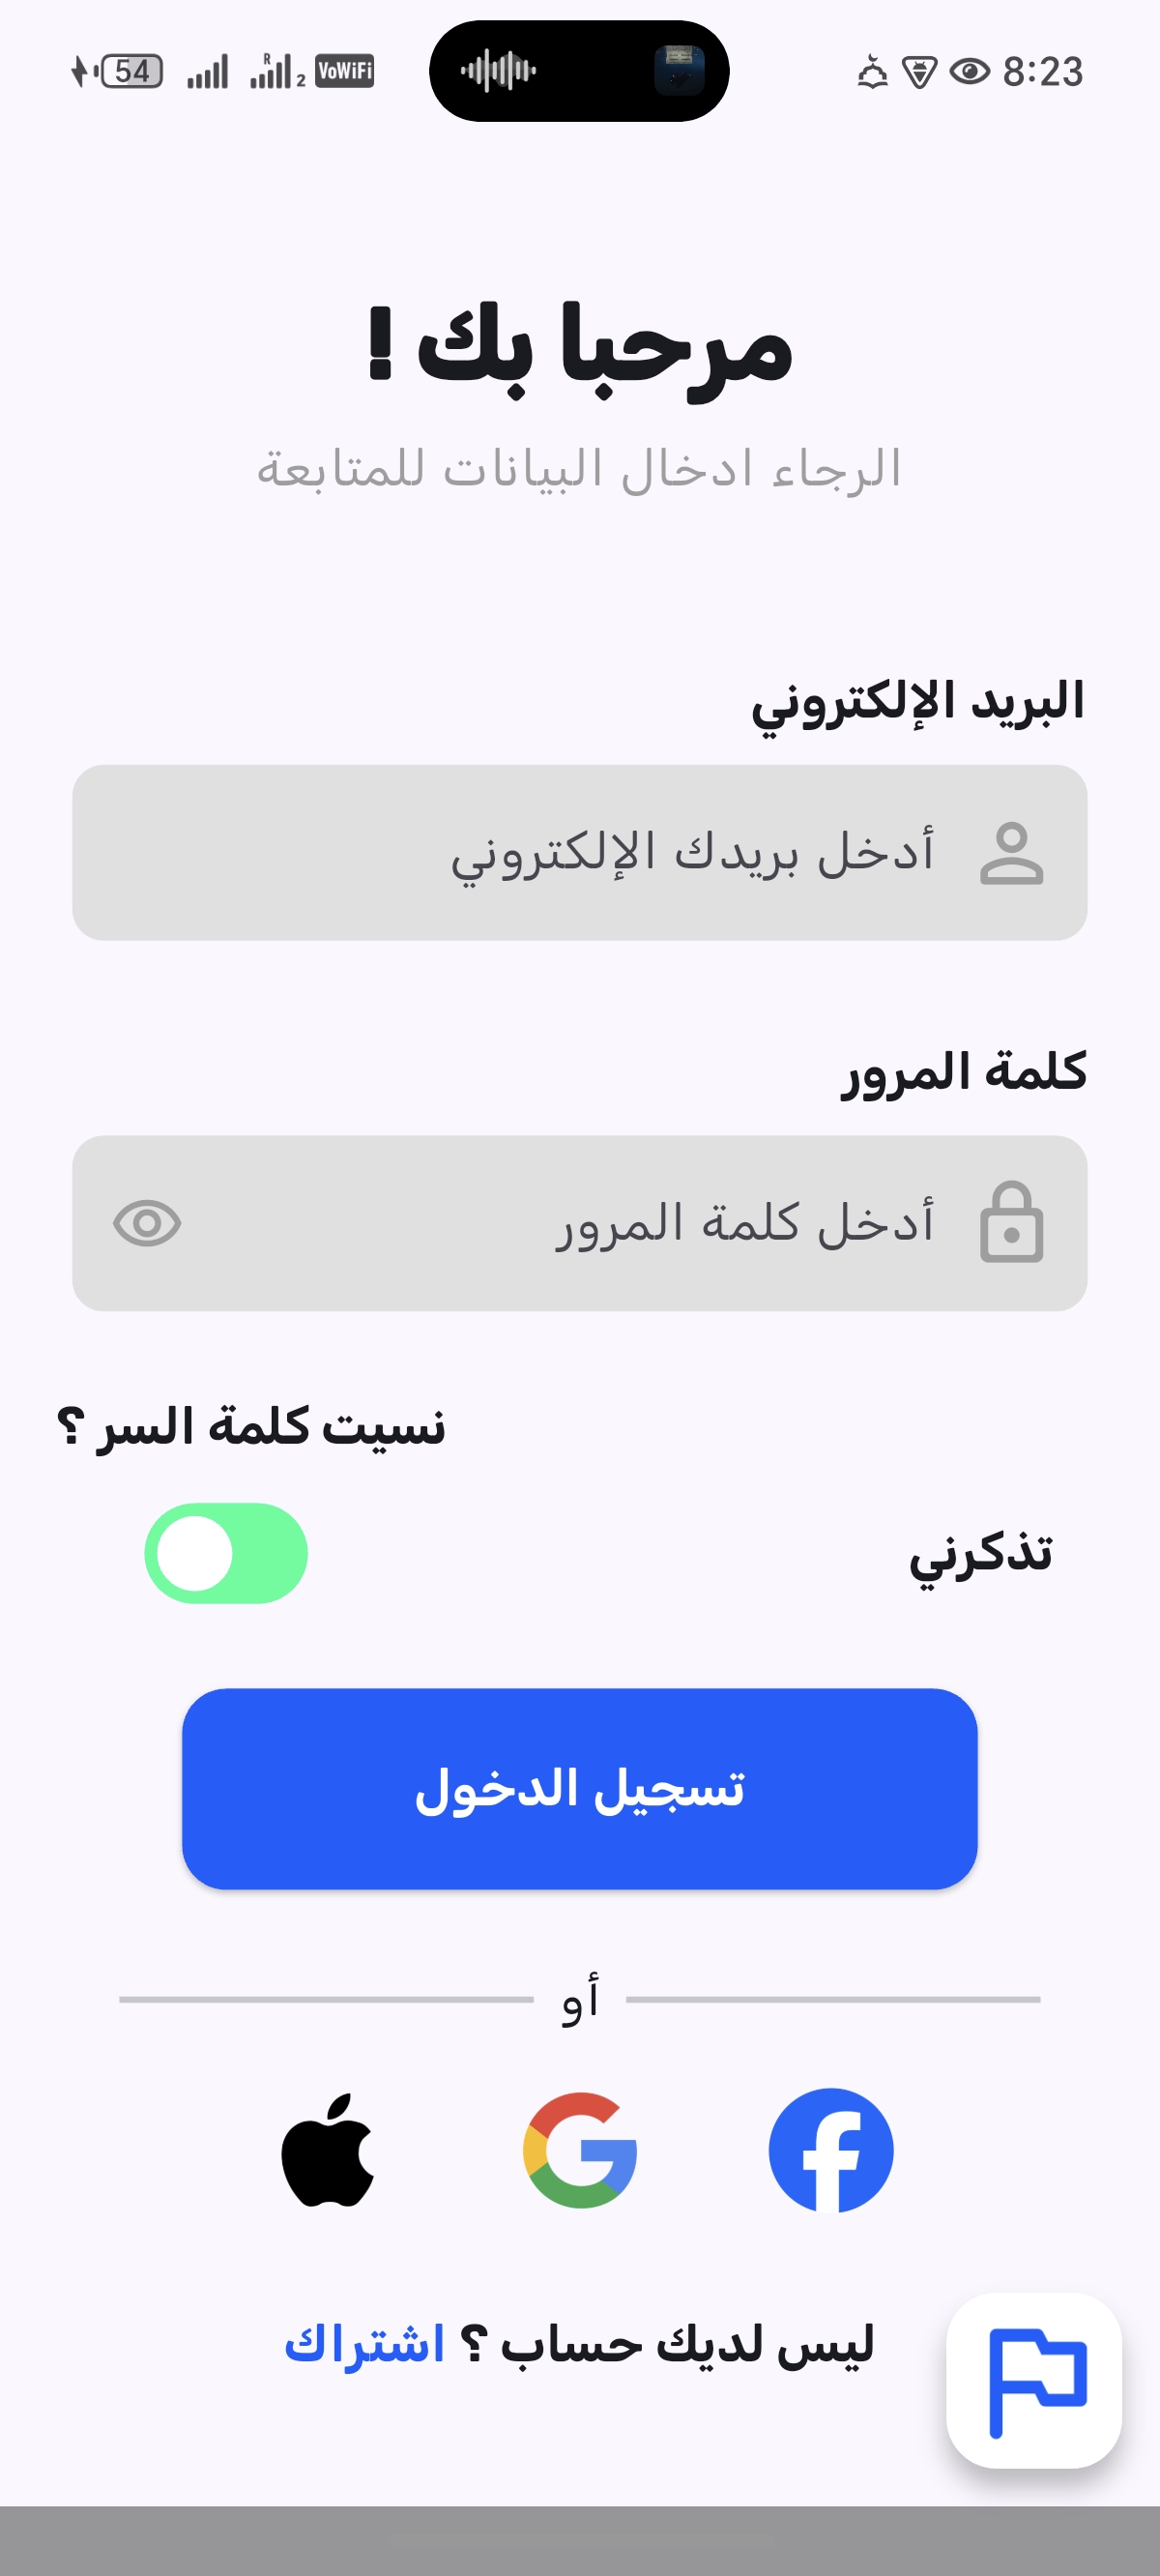 54 R 2 VoWiFi 8:23
مرحبا بك !
الرجاء ادخال البيانات للمتابعة
البريد الإلكتروني
أدخل بريدك الإلكتروني
كلمة المرور
أدخل كلمة المرور
نسيت كلمة السر ؟
تذكرني
تسجيل الدخول
أو
ليس لديك حساب ؟ اشتراك